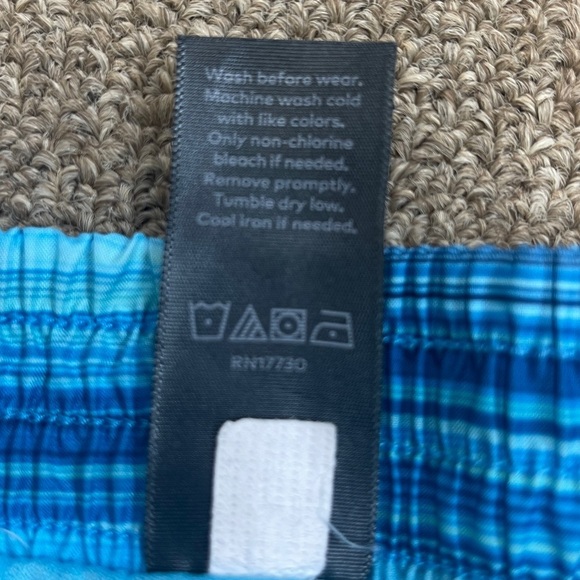 Wash before wear.
Machine wash cold
with like colors.
Only non-chlorine
bleach if needed.
Remove promptly.
Tumble dry low.
Cool iron if needed.
RN17730